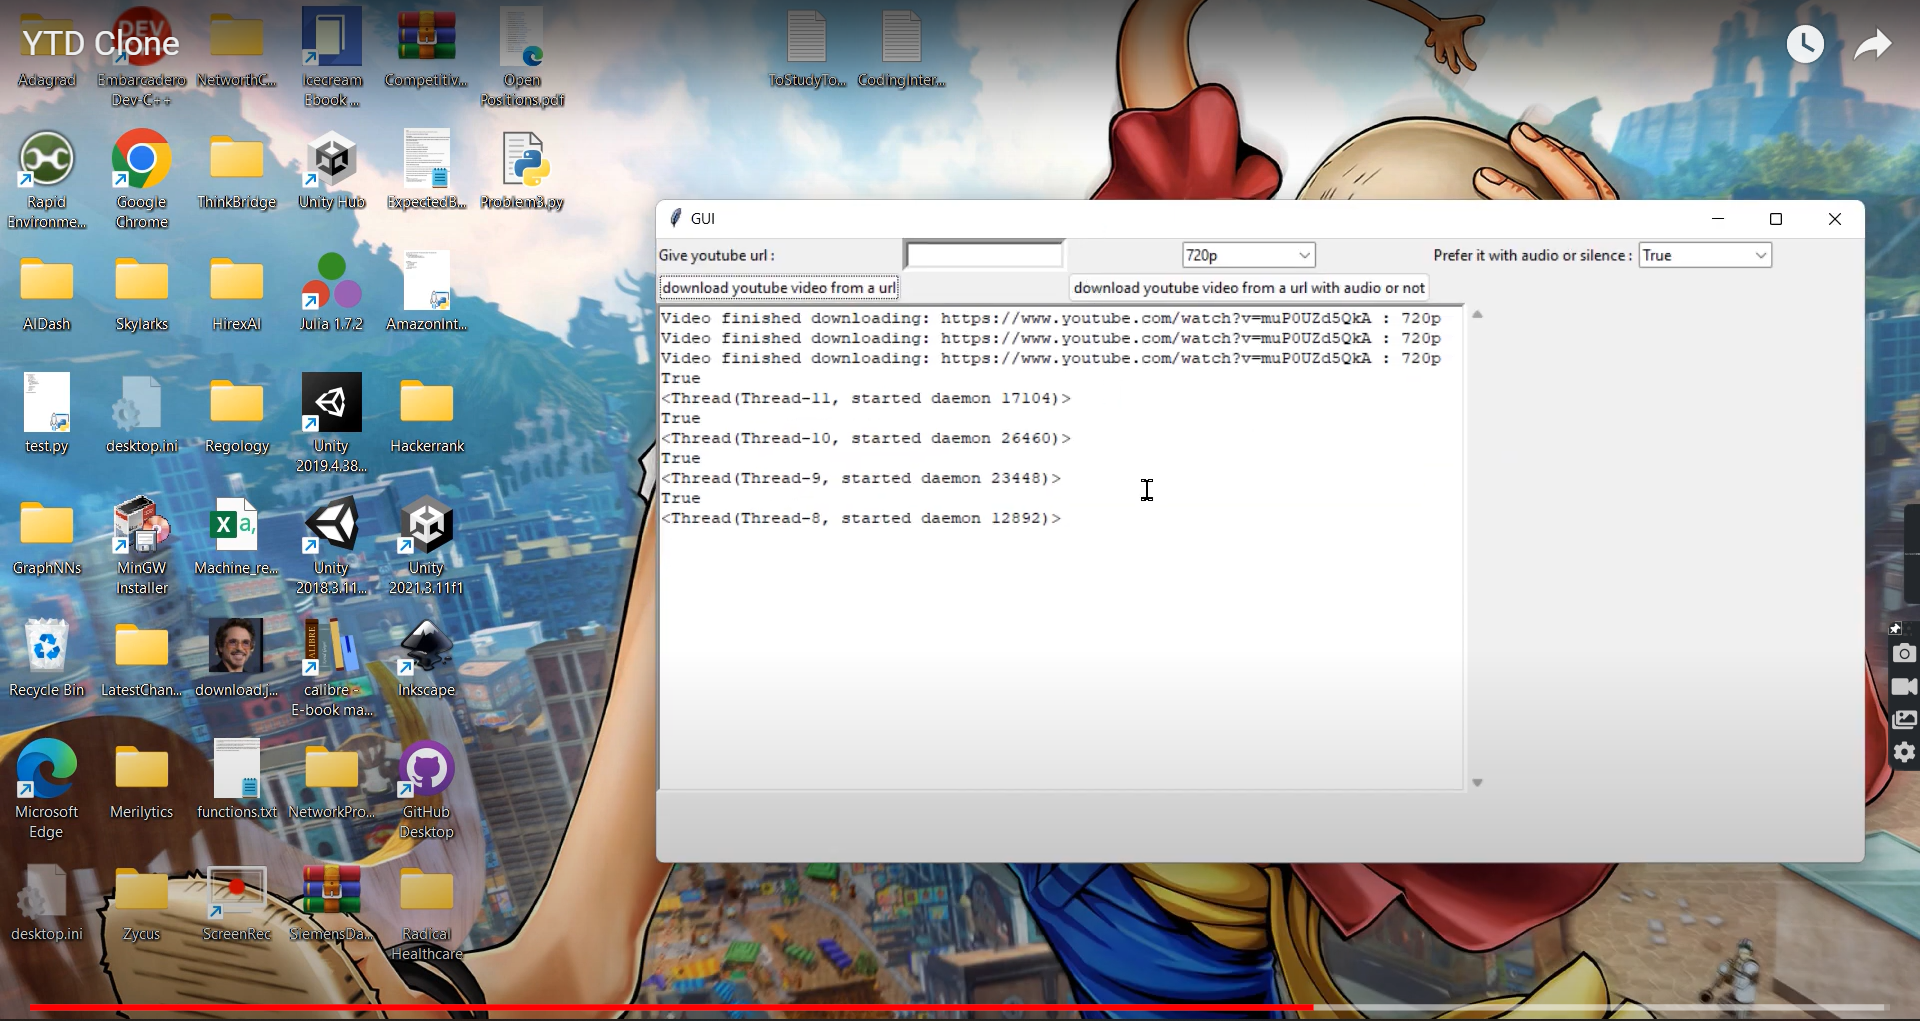 YTD Clone
Adagrad
DEV
Embarcadero
Dev-C++
NetworthC...
Icecream
Ebook ...
Competitiv...
Open
Positions.pdf
ToStudyTo...
CodingInter...
Rapid
Environme...
Google
Chrome
ThinkBridge
Unity Hub
ExpectedB...
Problem3.py
AIDash
Skylarks
HirexAI
Julia 1.7.2
AmazonInt...
test.py
desktop.ini
Regology
Unity
2019.4.38...
Hackerrank
GraphNNs
MinGW
Installer
X a,
Machine_re...
Unity
2018.3.11...
Unity
2021.3.11f1
Recycle Bin
LatestChan...
download.j...
CALIBRE
calibre -
E-book ma...
Inkscape
Microsoft
Edge
Merilytics
functions.txt
NetworkPro...
GitHub
Desktop
desktop.ini
Zycus
ScreenRec
SiemensDa...
Radical
Healthcare
GUI
Give youtube url :
720p
Prefer it with audio or silence :
True
download youtube video from a url
download youtube video from a url with audio or not
Video finished downloading: https://www.youtube.com/watch?v=muP0UZd5QkA : 720p
Video finished downloading: https://www.youtube.com/watch?v=muP0UZd5QkA : 720p
Video finished downloading: https://www.youtube.com/watch?v=muP0UZd5QkA : 720p
True
<Thread(Thread-11, started daemon 17104)>
True
<Thread(Thread-10, started daemon 26460)>
True
<Thread(Thread-9, started daemon 23448)>
True
<Thread(Thread-8, started daemon 12892)>